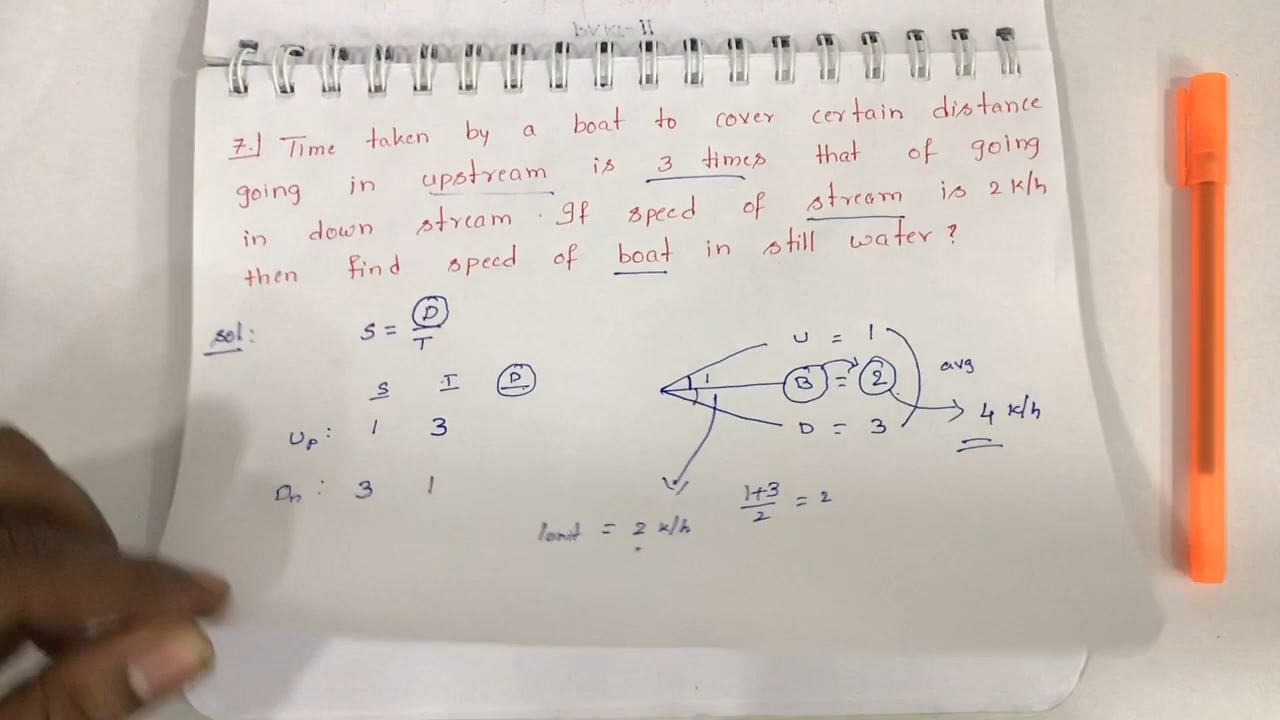 7.) Time taken by a boat to cover certain distance
going in upstream is 3 times that of going
in down stream. If speed of stream is 2 k/h
then find speed of boat in still water?
sol:
S = D/T
S T D
Up: 1 3
Dn: 3 1
U = 1
1 B = 2 avg
D = 3
4 k/h
1+3/2 = 2
1unit = 2 k/h